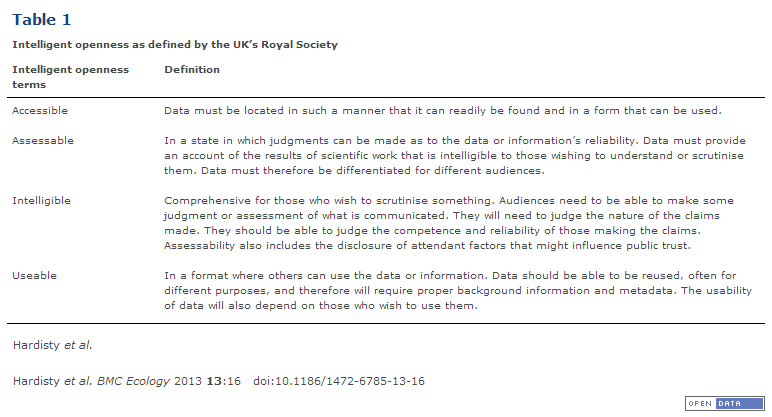 Table 1
Intelligent openness as defined by the UK's Royal Society
Intelligent openness terms Definition
Accessible Data must be located in such a manner that it can readily be found and in a form that can be used.
Assessable In a state in which judgments can be made as to the data or information's reliability. Data must provide
an account of the results of scientific work that is intelligible to those wishing to understand or scrutinise
them. Data must therefore be differentiated for different audiences.
Intelligible Comprehensive for those who wish to scrutinise something. Audiences need to be able to make some
judgment or assessment of what is communicated. They will need to judge the nature of the claims
made. They should be able to judge the competence and reliability of those making the claims.
Assessability also includes the disclosure of attendant factors that might influence public trust.
Useable In a format where others can use the data or information. Data should be able to be reused, often for
different purposes, and therefore will require proper background information and metadata. The usability
of data will also depend on those who wish to use them.
Hardisty et al.
Hardisty et al. BMC Ecology 2013 13:16 doi:10.1186/1472-6785-13-16
OPEN DATA